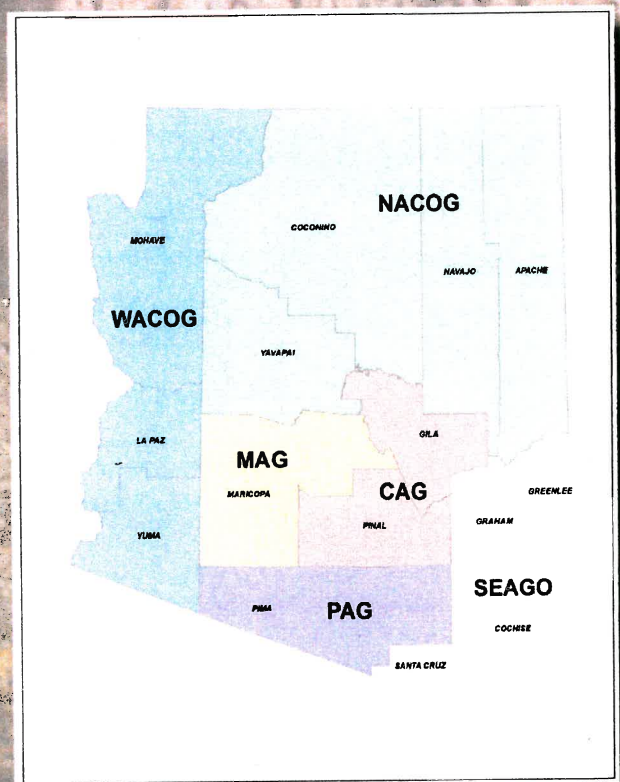 NACOG
COCONINO
MOHAVE
NAVAJO
APACHE
WACOG
YAVAPAI
LA PAZ
GILA
MAG
CAG
MARICOPA
GREENLEE
PINAL
GRAHAM
YUMA
SEAGO
PIMA
PAG
COCHISE
SANTA CRUZ